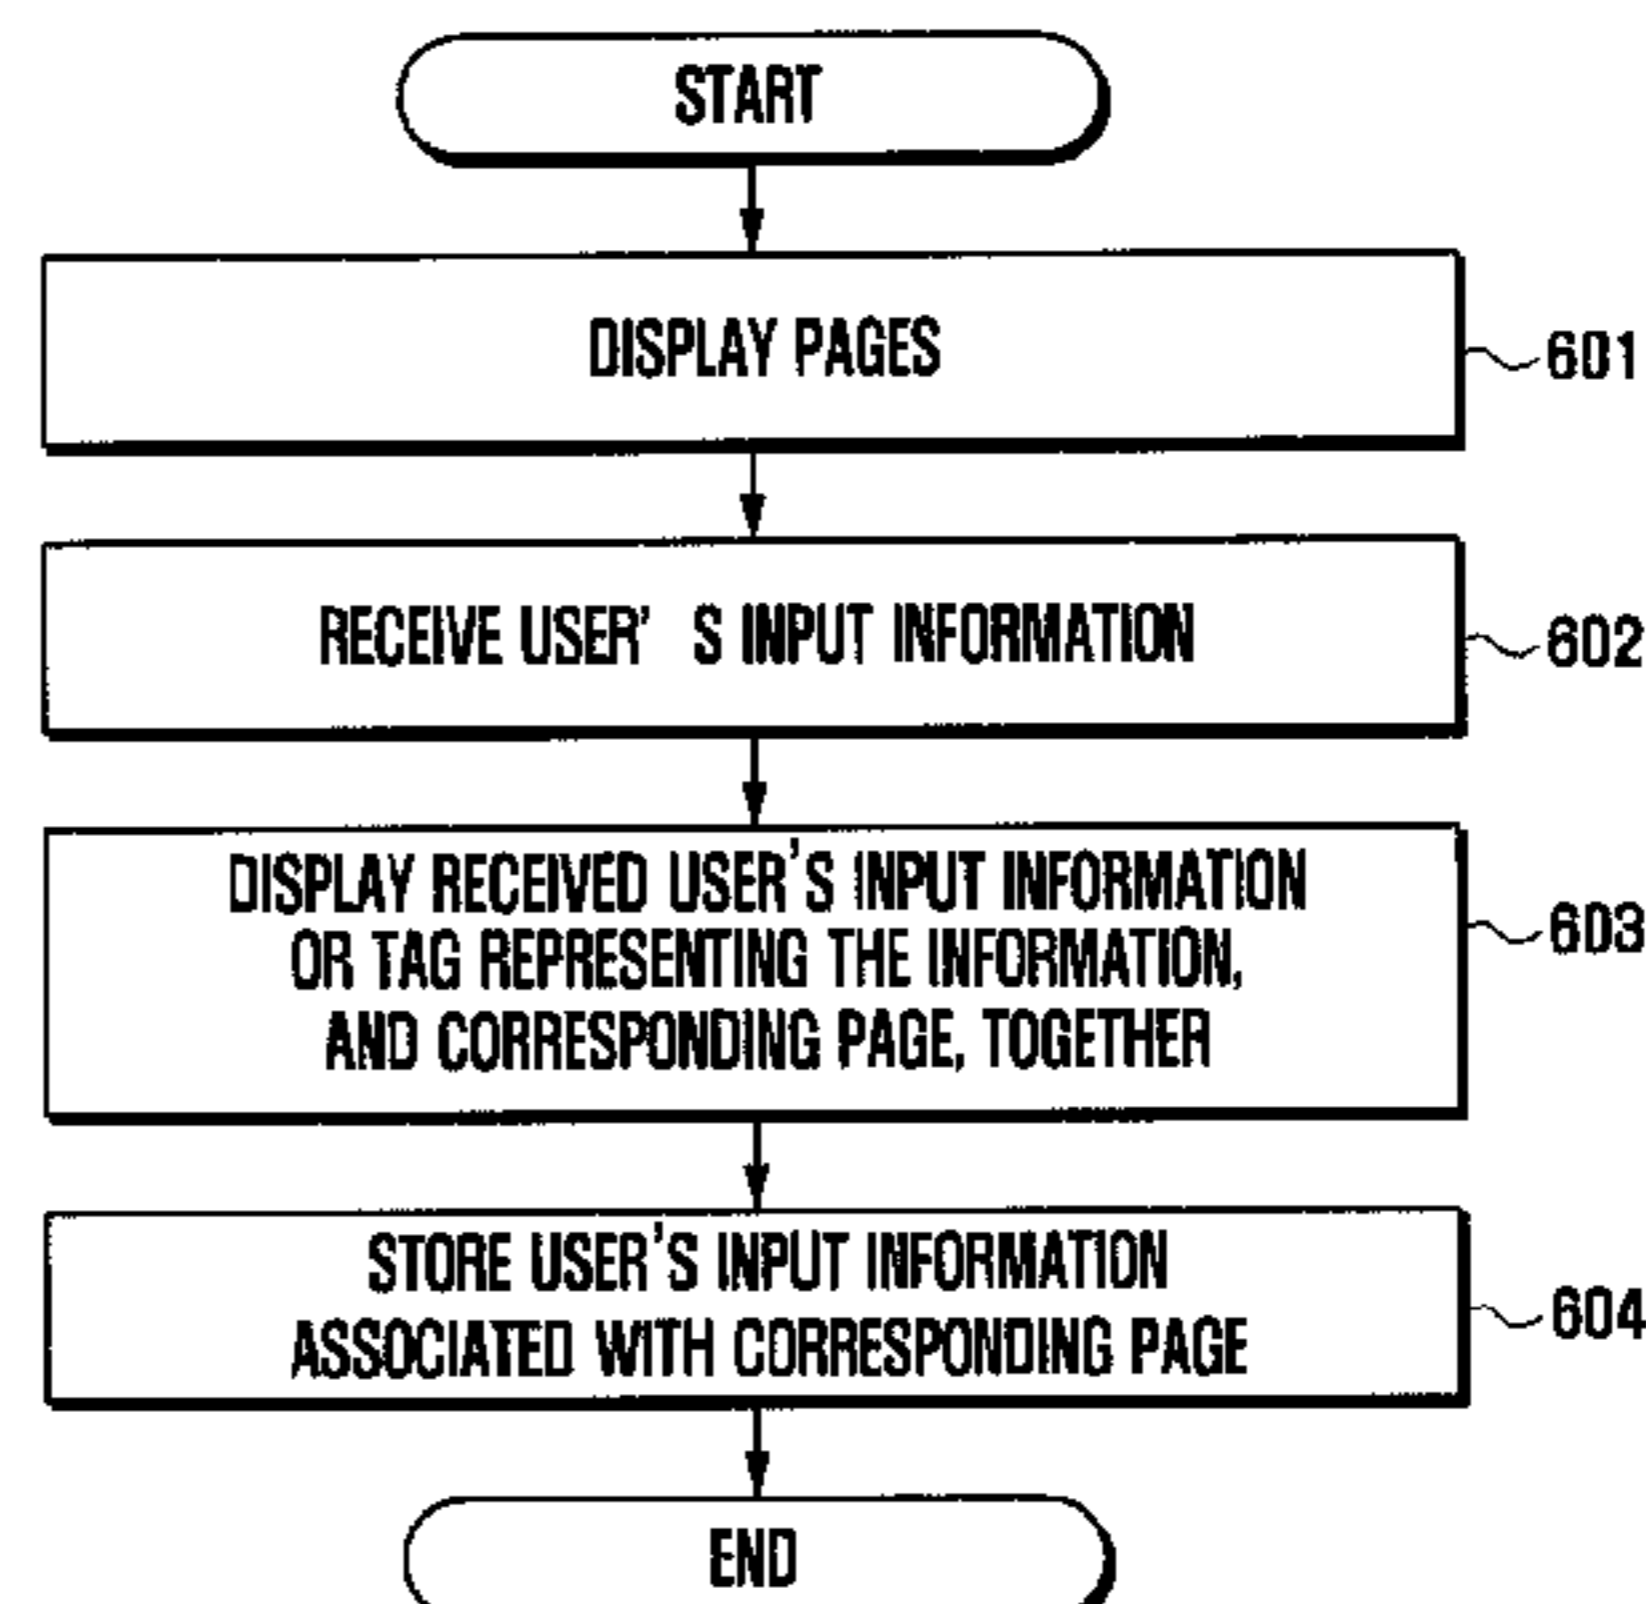 START
DISPLAY PAGES
601
RECEIVE USER' S INPUT INFORMATION
602
DISPLAY RECEIVED USER'S INPUT INFORMATION
OR TAG REPRESENTING THE INFORMATION,
AND CORRESPONDING PAGE, TOGETHER
603
STORE USER'S INPUT INFORMATION
ASSOCIATED WITH CORRESPONDING PAGE
604
END